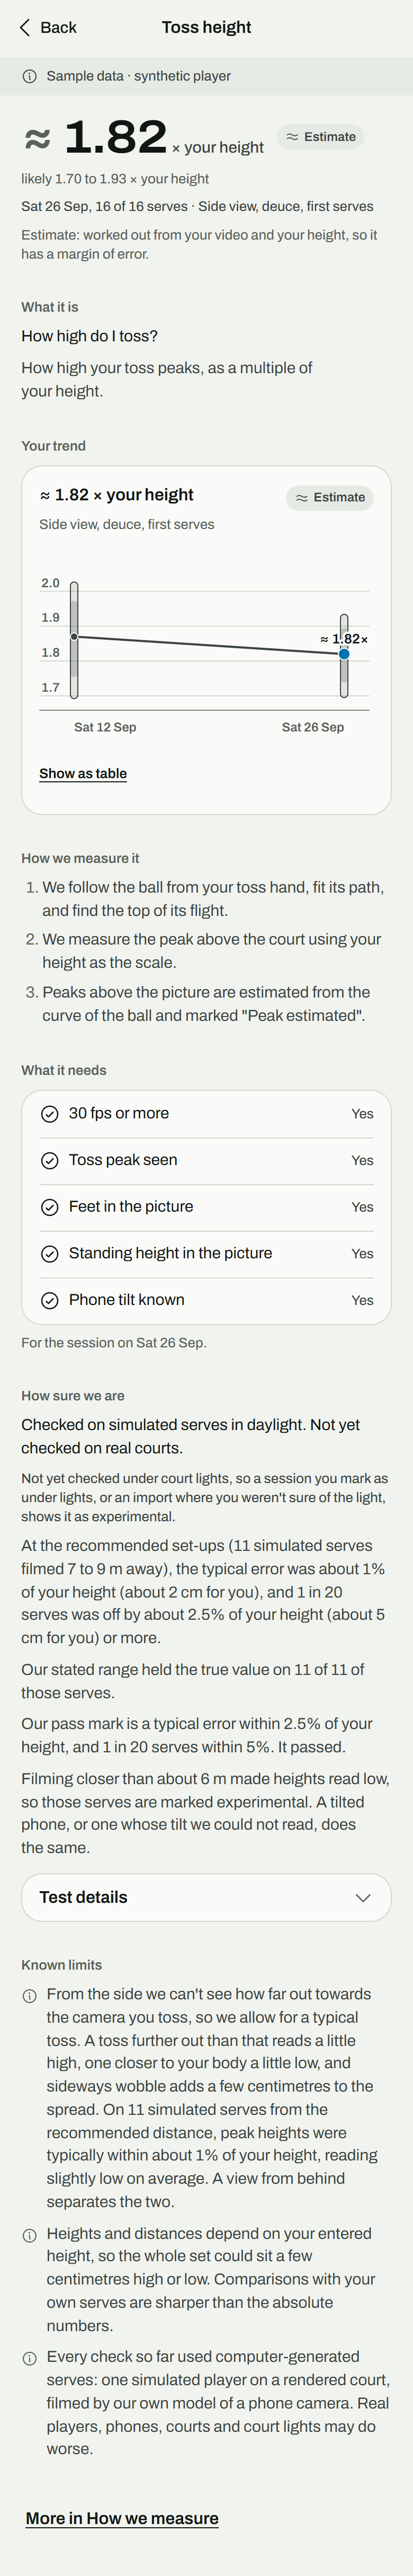 Back
Toss height
Sample data · synthetic player
≈ 1.82 × your height
≈ Estimate
likely 1.70 to 1.93 × your height
Sat 26 Sep, 16 of 16 serves · Side view, deuce, first serves
Estimate: worked out from your video and your height, so it
has a margin of error.
What it is
How high do I toss?
How high your toss peaks, as a multiple of
your height.
Your trend
≈ 1.82 × your height
≈ Estimate
Side view, deuce, first serves
2.0
1.9
≈ 1.82×
1.8
1.7
Sat 12 Sep
Sat 26 Sep
Show as table
How we measure it
1. We follow the ball from your toss hand, fit its path,
and find the top of its flight.
2. We measure the peak above the court using your
height as the scale.
3. Peaks above the picture are estimated from the
curve of the ball and marked "Peak estimated".
What it needs
30 fps or more Yes
Toss peak seen Yes
Feet in the picture Yes
Standing height in the picture Yes
Phone tilt known Yes
For the session on Sat 26 Sep.
How sure we are
Checked on simulated serves in daylight. Not yet
checked on real courts.
Not yet checked under court lights, so a session you mark as
under lights, or an import where you weren't sure of the light,
shows it as experimental.
At the recommended set-ups (11 simulated serves
filmed 7 to 9 m away), the typical error was about 1%
of your height (about 2 cm for you), and 1 in 20
serves was off by about 2.5% of your height (about 5
cm for you) or more.
Our stated range held the true value on 11 of 11 of
those serves.
Our pass mark is a typical error within 2.5% of your
height, and 1 in 20 serves within 5%. It passed.
Filming closer than about 6 m made heights read low,
so those serves are marked experimental. A tilted
phone, or one whose tilt we could not read, does
the same.
Test details
Known limits
From the side we can't see how far out towards
the camera you toss, so we allow for a typical
toss. A toss further out than that reads a little
high, one closer to your body a little low, and
sideways wobble adds a few centimetres to the
spread. On 11 simulated serves from the
recommended distance, peak heights were
typically within about 1% of your height, reading
slightly low on average. A view from behind
separates the two.
Heights and distances depend on your entered
height, so the whole set could sit a few
centimetres high or low. Comparisons with your
own serves are sharper than the absolute
numbers.
Every check so far used computer-generated
serves: one simulated player on a rendered court,
filmed by our own model of a phone camera. Real
players, phones, courts and court lights may do
worse.
More in How we measure